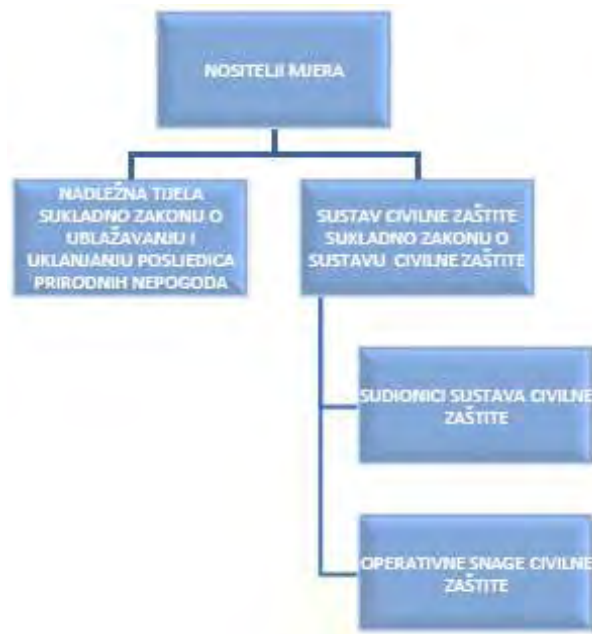 NOSITELJI MJERA
NADLEŽNA TIJELA
SUKLADNO ZAKONU O
UBLAŽAVANJU I
UKLANJANJU POSLJEDICA
PRIRODNIH NEPOGODA
SUSTAV CIVILNE ZAŠTITE
SUKLADNO ZAKONU O
SUSTAVU CIVILNE ZAŠTITE
SUDIONICI SUSTAVA CIVILNE
ZAŠTITE
OPERATIVNE SNAGE CIVILNE
ZAŠTITE